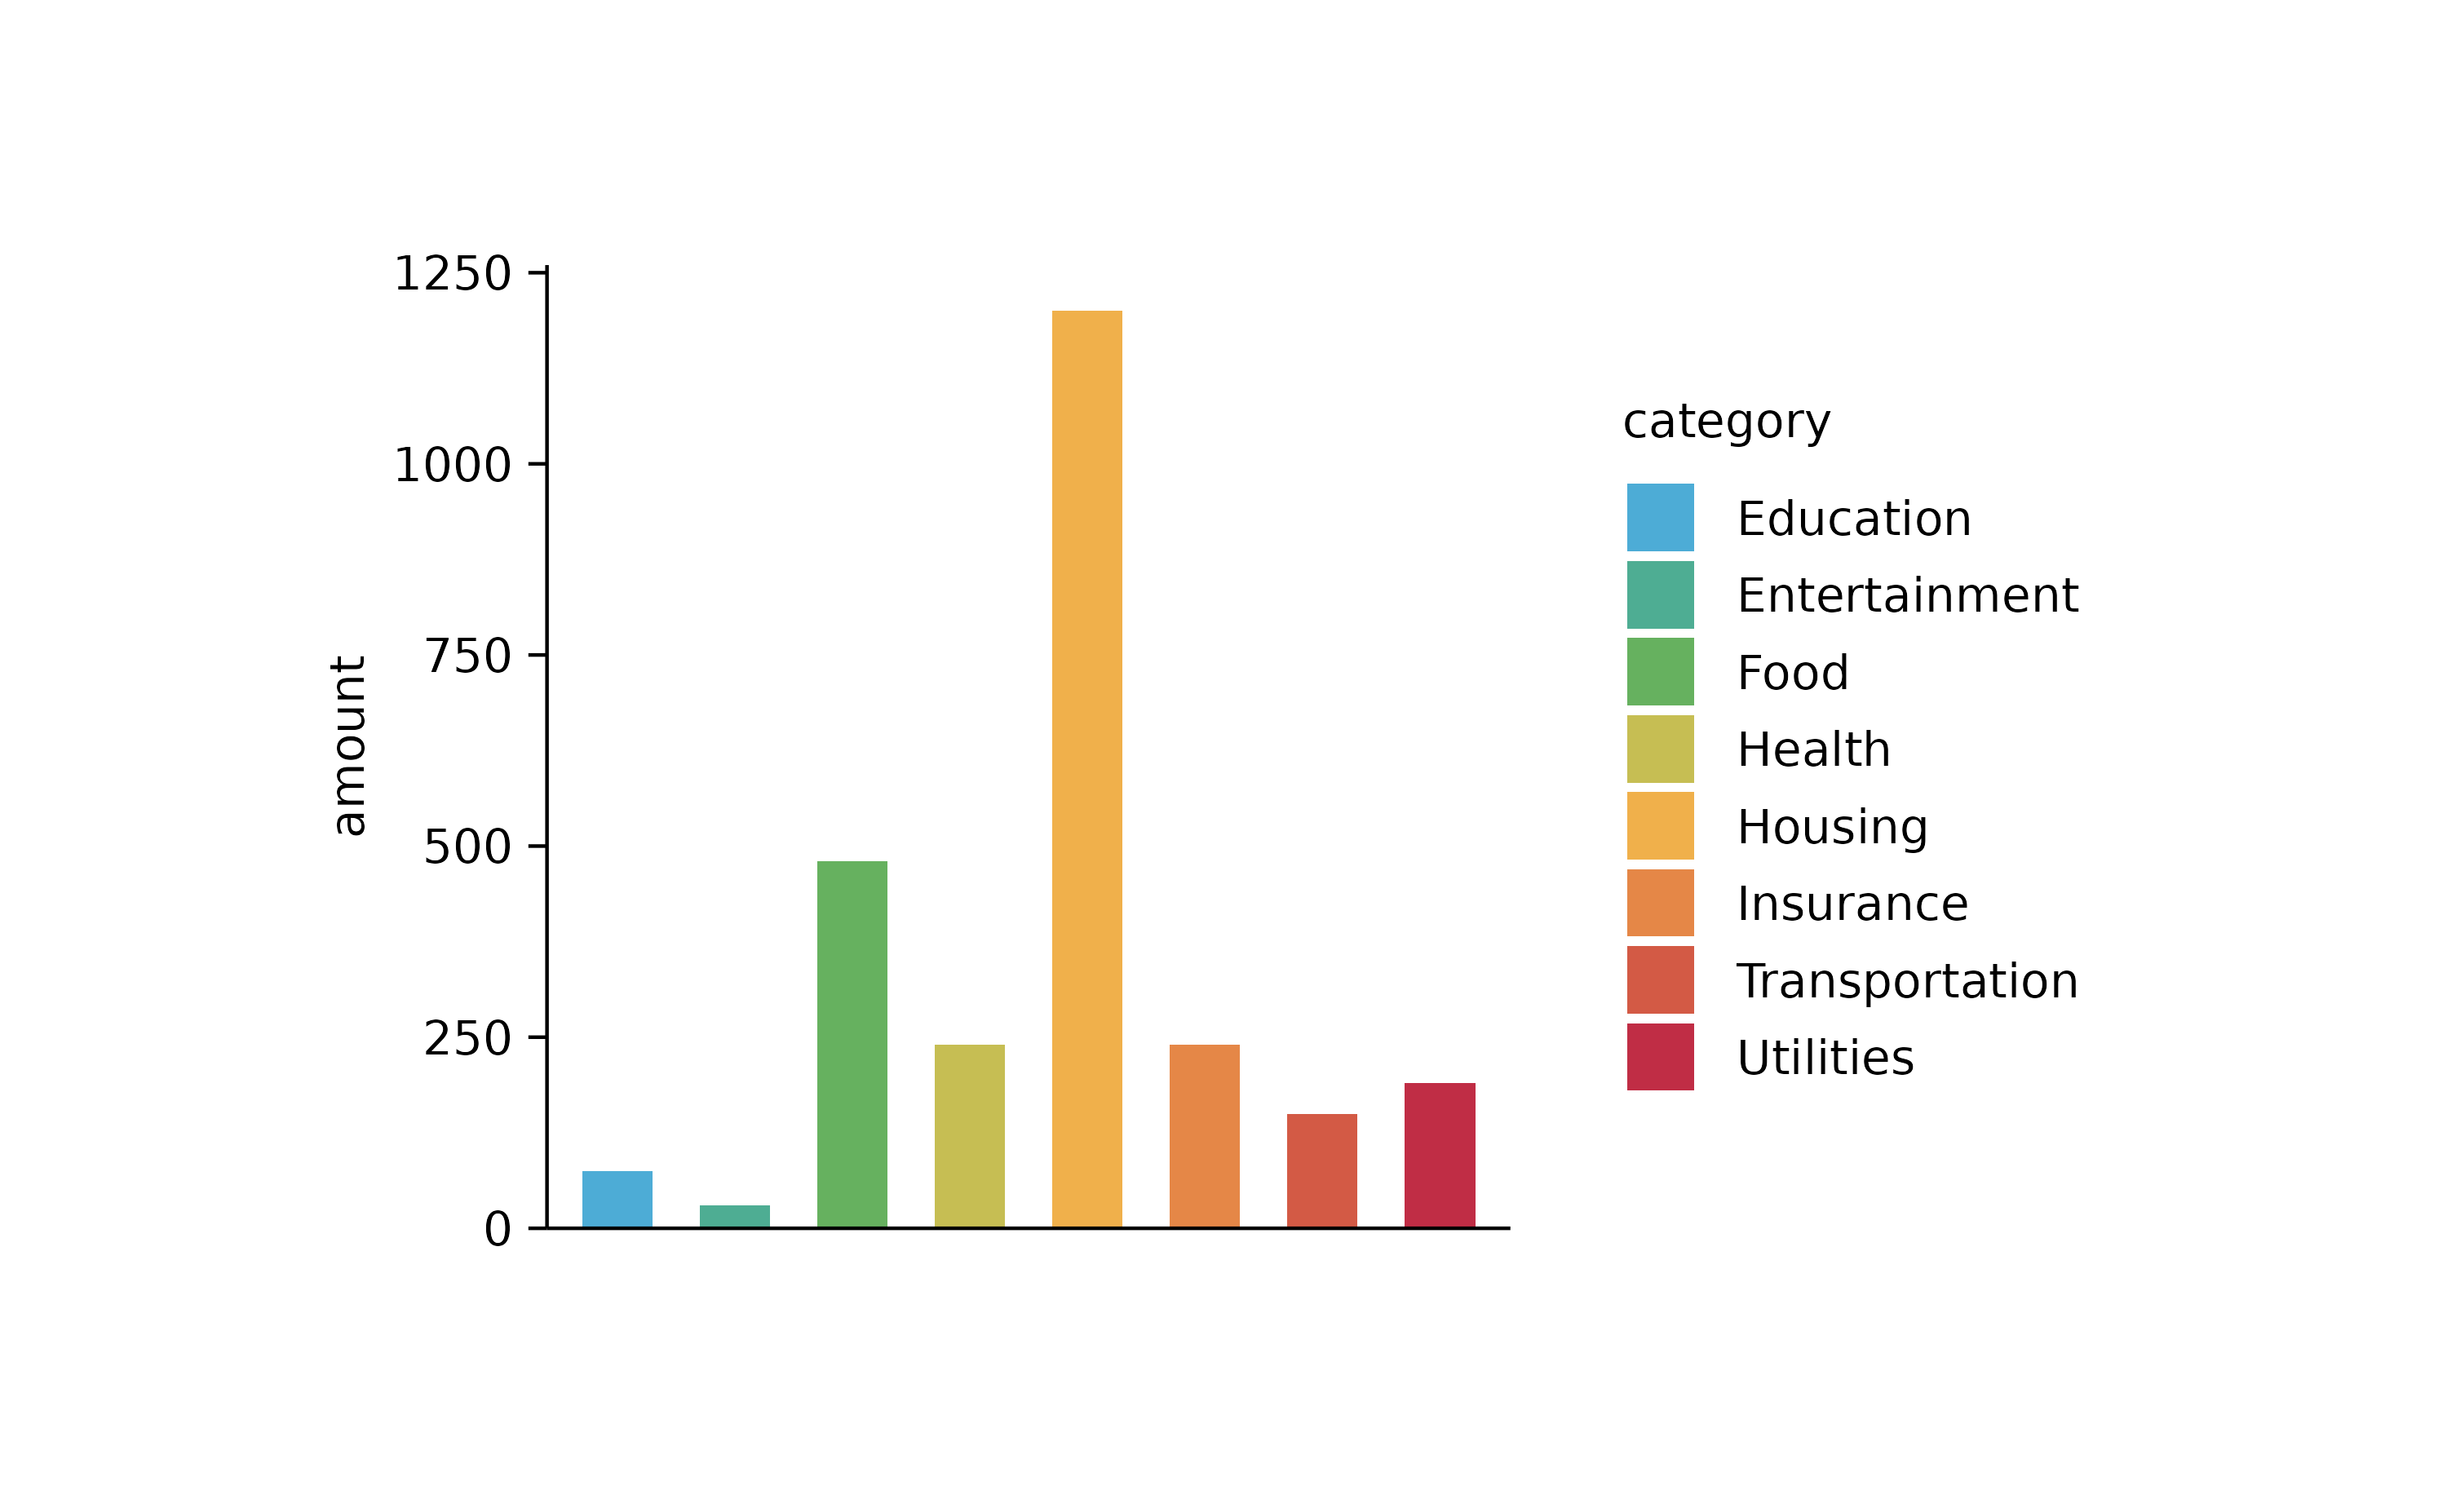 1250
1000
750
500
250
0
amount
category
Education
Entertainment
Food
Health
Housing
Insurance
Transportation
Utilities